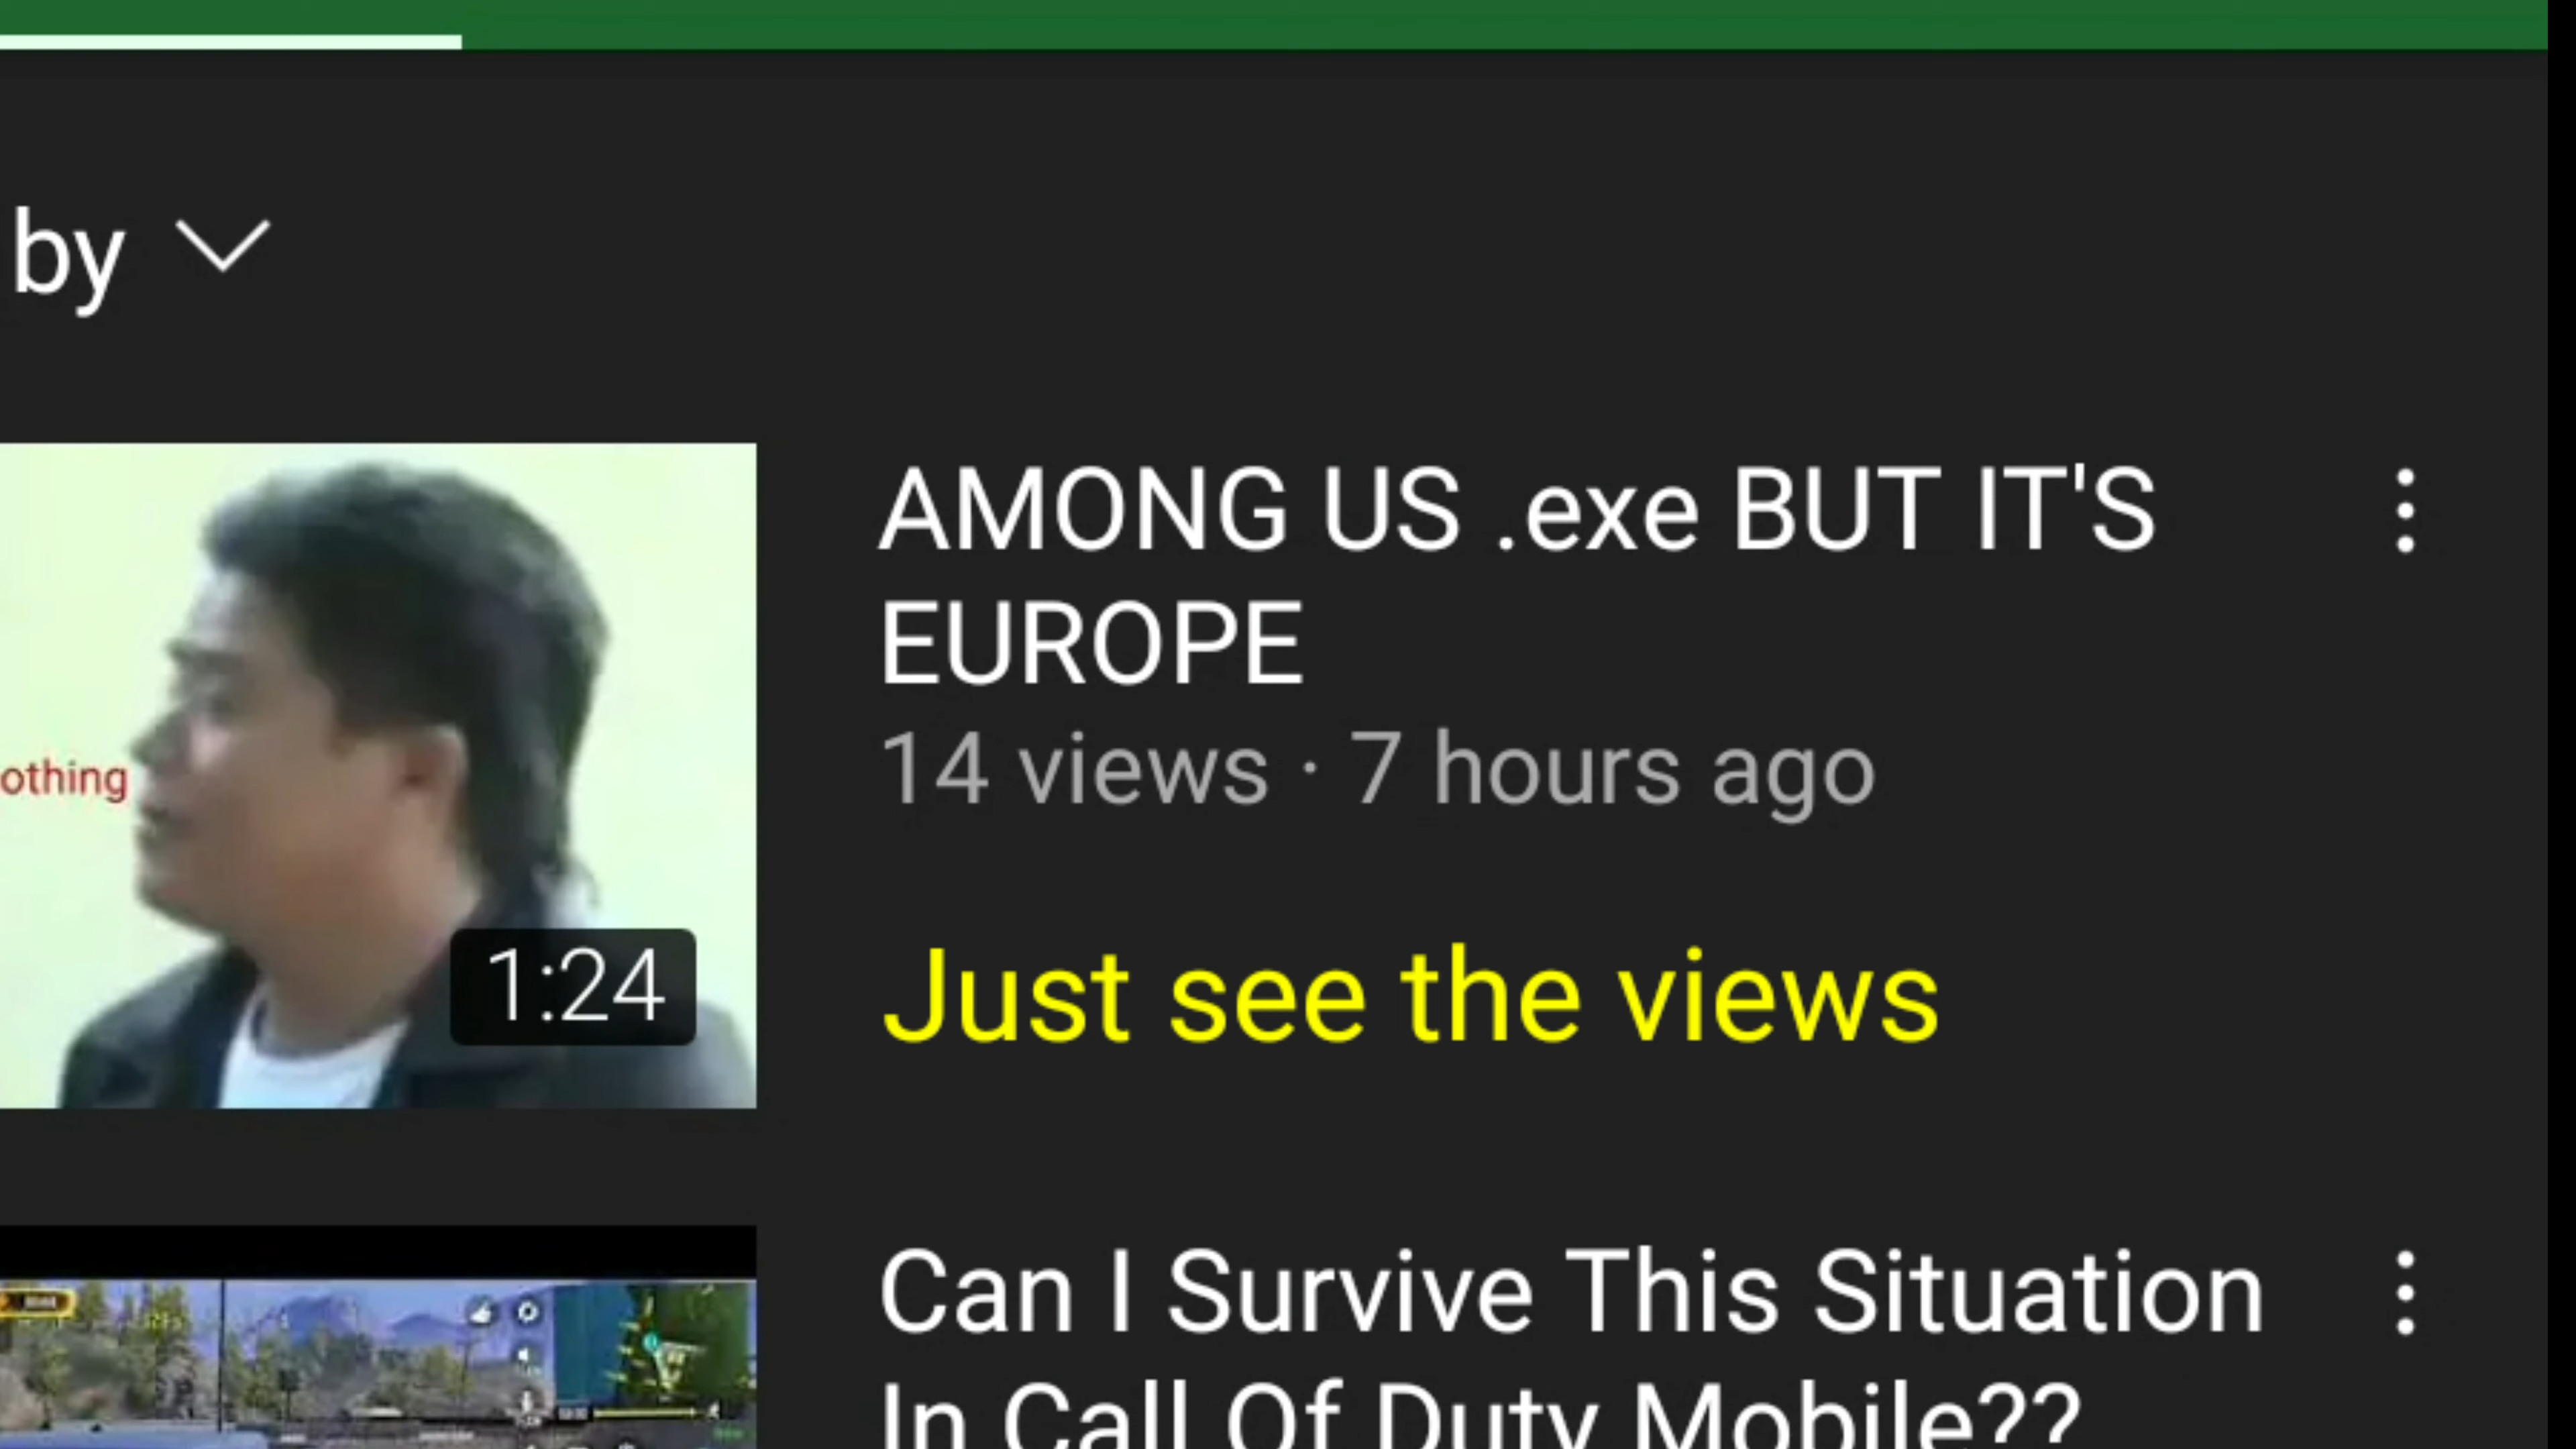 by
AMONG US .exe BUT IT'S
EUROPE
14 views · 7 hours ago
othing
1:24
Just see the views
Can I Survive This Situation
In Call Of Duty Mobile??